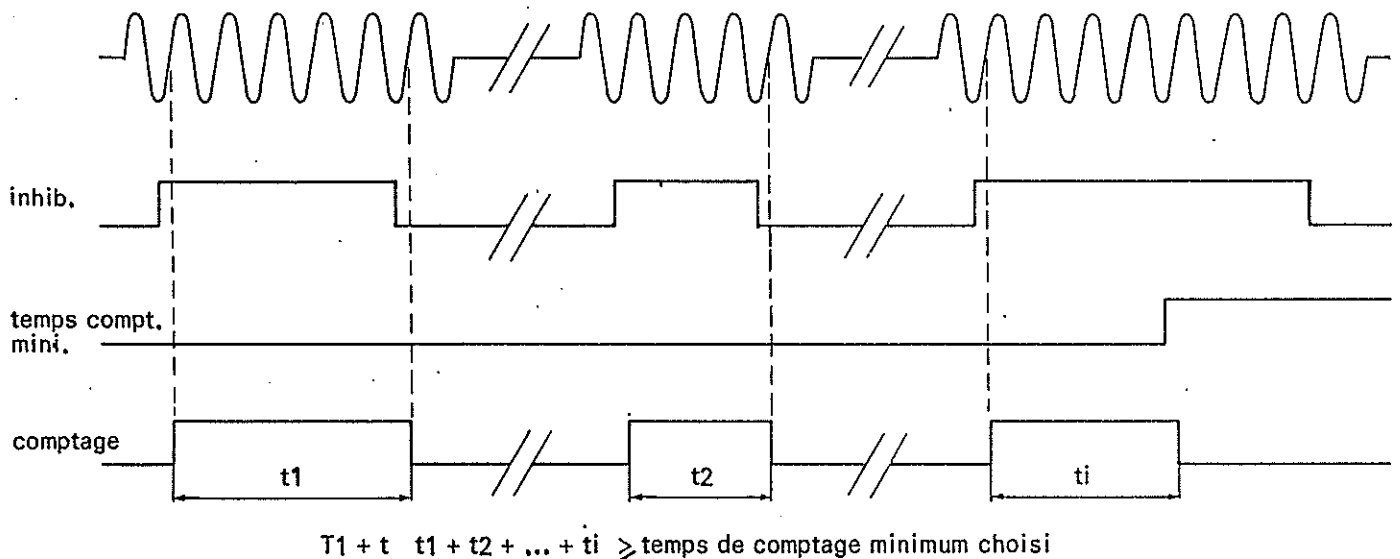 inhib.
temps compt.
mini.
comptage
t1
t2
ti
T1 + t t1 + t2 + ... + ti ⩾ temps de comptage minimum choisi